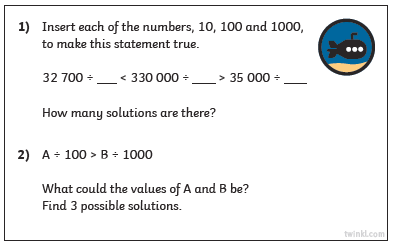 1) Insert each of the numbers, 10, 100 and 1000,
to make this statement true.
32 700 ÷ ___ < 330 000 ÷ ___ > 35 000 ÷ ___
How many solutions are there?
2) A ÷ 100 > B ÷ 1000
What could the values of A and B be?
Find 3 possible solutions.
twinkl.com